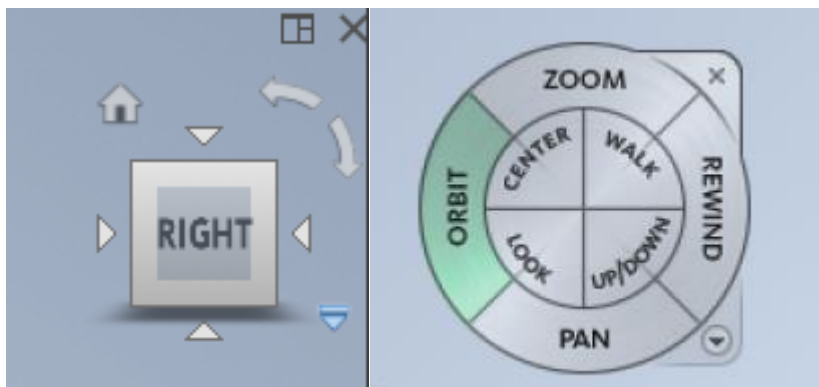 RIGHT
ZOOM
ORBIT
REWIND
PAN
CENTER
WALK
LOOK
UP/DOWN